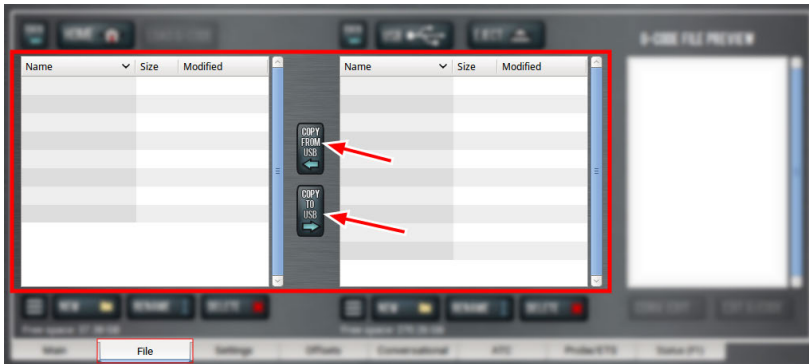 HOME
USB
EJECT
G-CODE FILE PREVIEW
Name Size Modified
Name Size Modified
COPY
FROM
USB
COPY
TO
USB
NEW
RENAME
DELETE
NEW
RENAME
DELETE
Main
File
Settings
Offsets
Conversational
ATC
Probe/ETS
Status (F1)